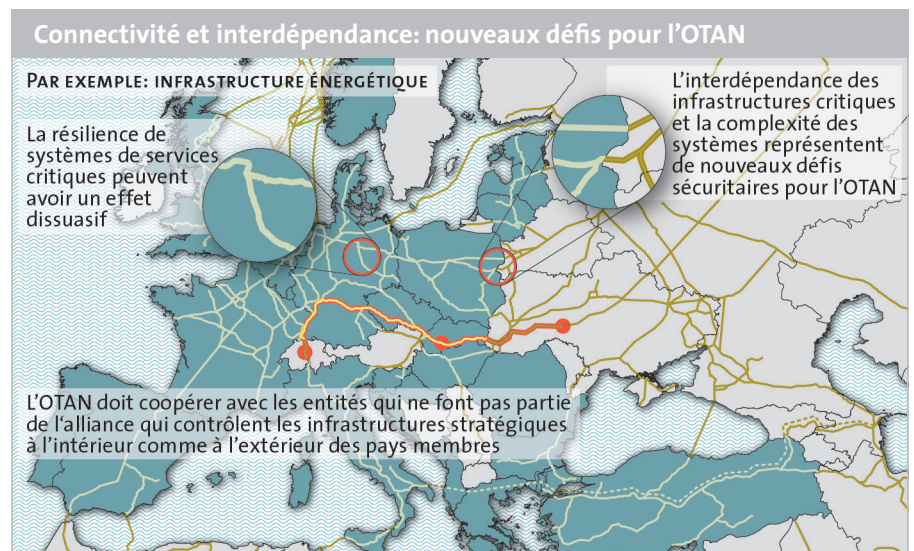 Connectivité et interdépendance: nouveaux défis pour l’OTAN
PAR EXEMPLE: INFRASTRUCTURE ÉNERGÉTIQUE
La résilience de
systèmes de services
critiques peuvent
avoir un effet
dissuasif
L’interdépendance des
infrastructures critiques
et la complexité des
systèmes représentent
de nouveaux défis
sécuritaires pour l’OTAN
L’OTAN doit coopérer avec les entités qui ne font pas partie
de l‘alliance qui contrôlent les infrastructures stratégiques
à l’intérieur comme à l’extérieur des pays membres